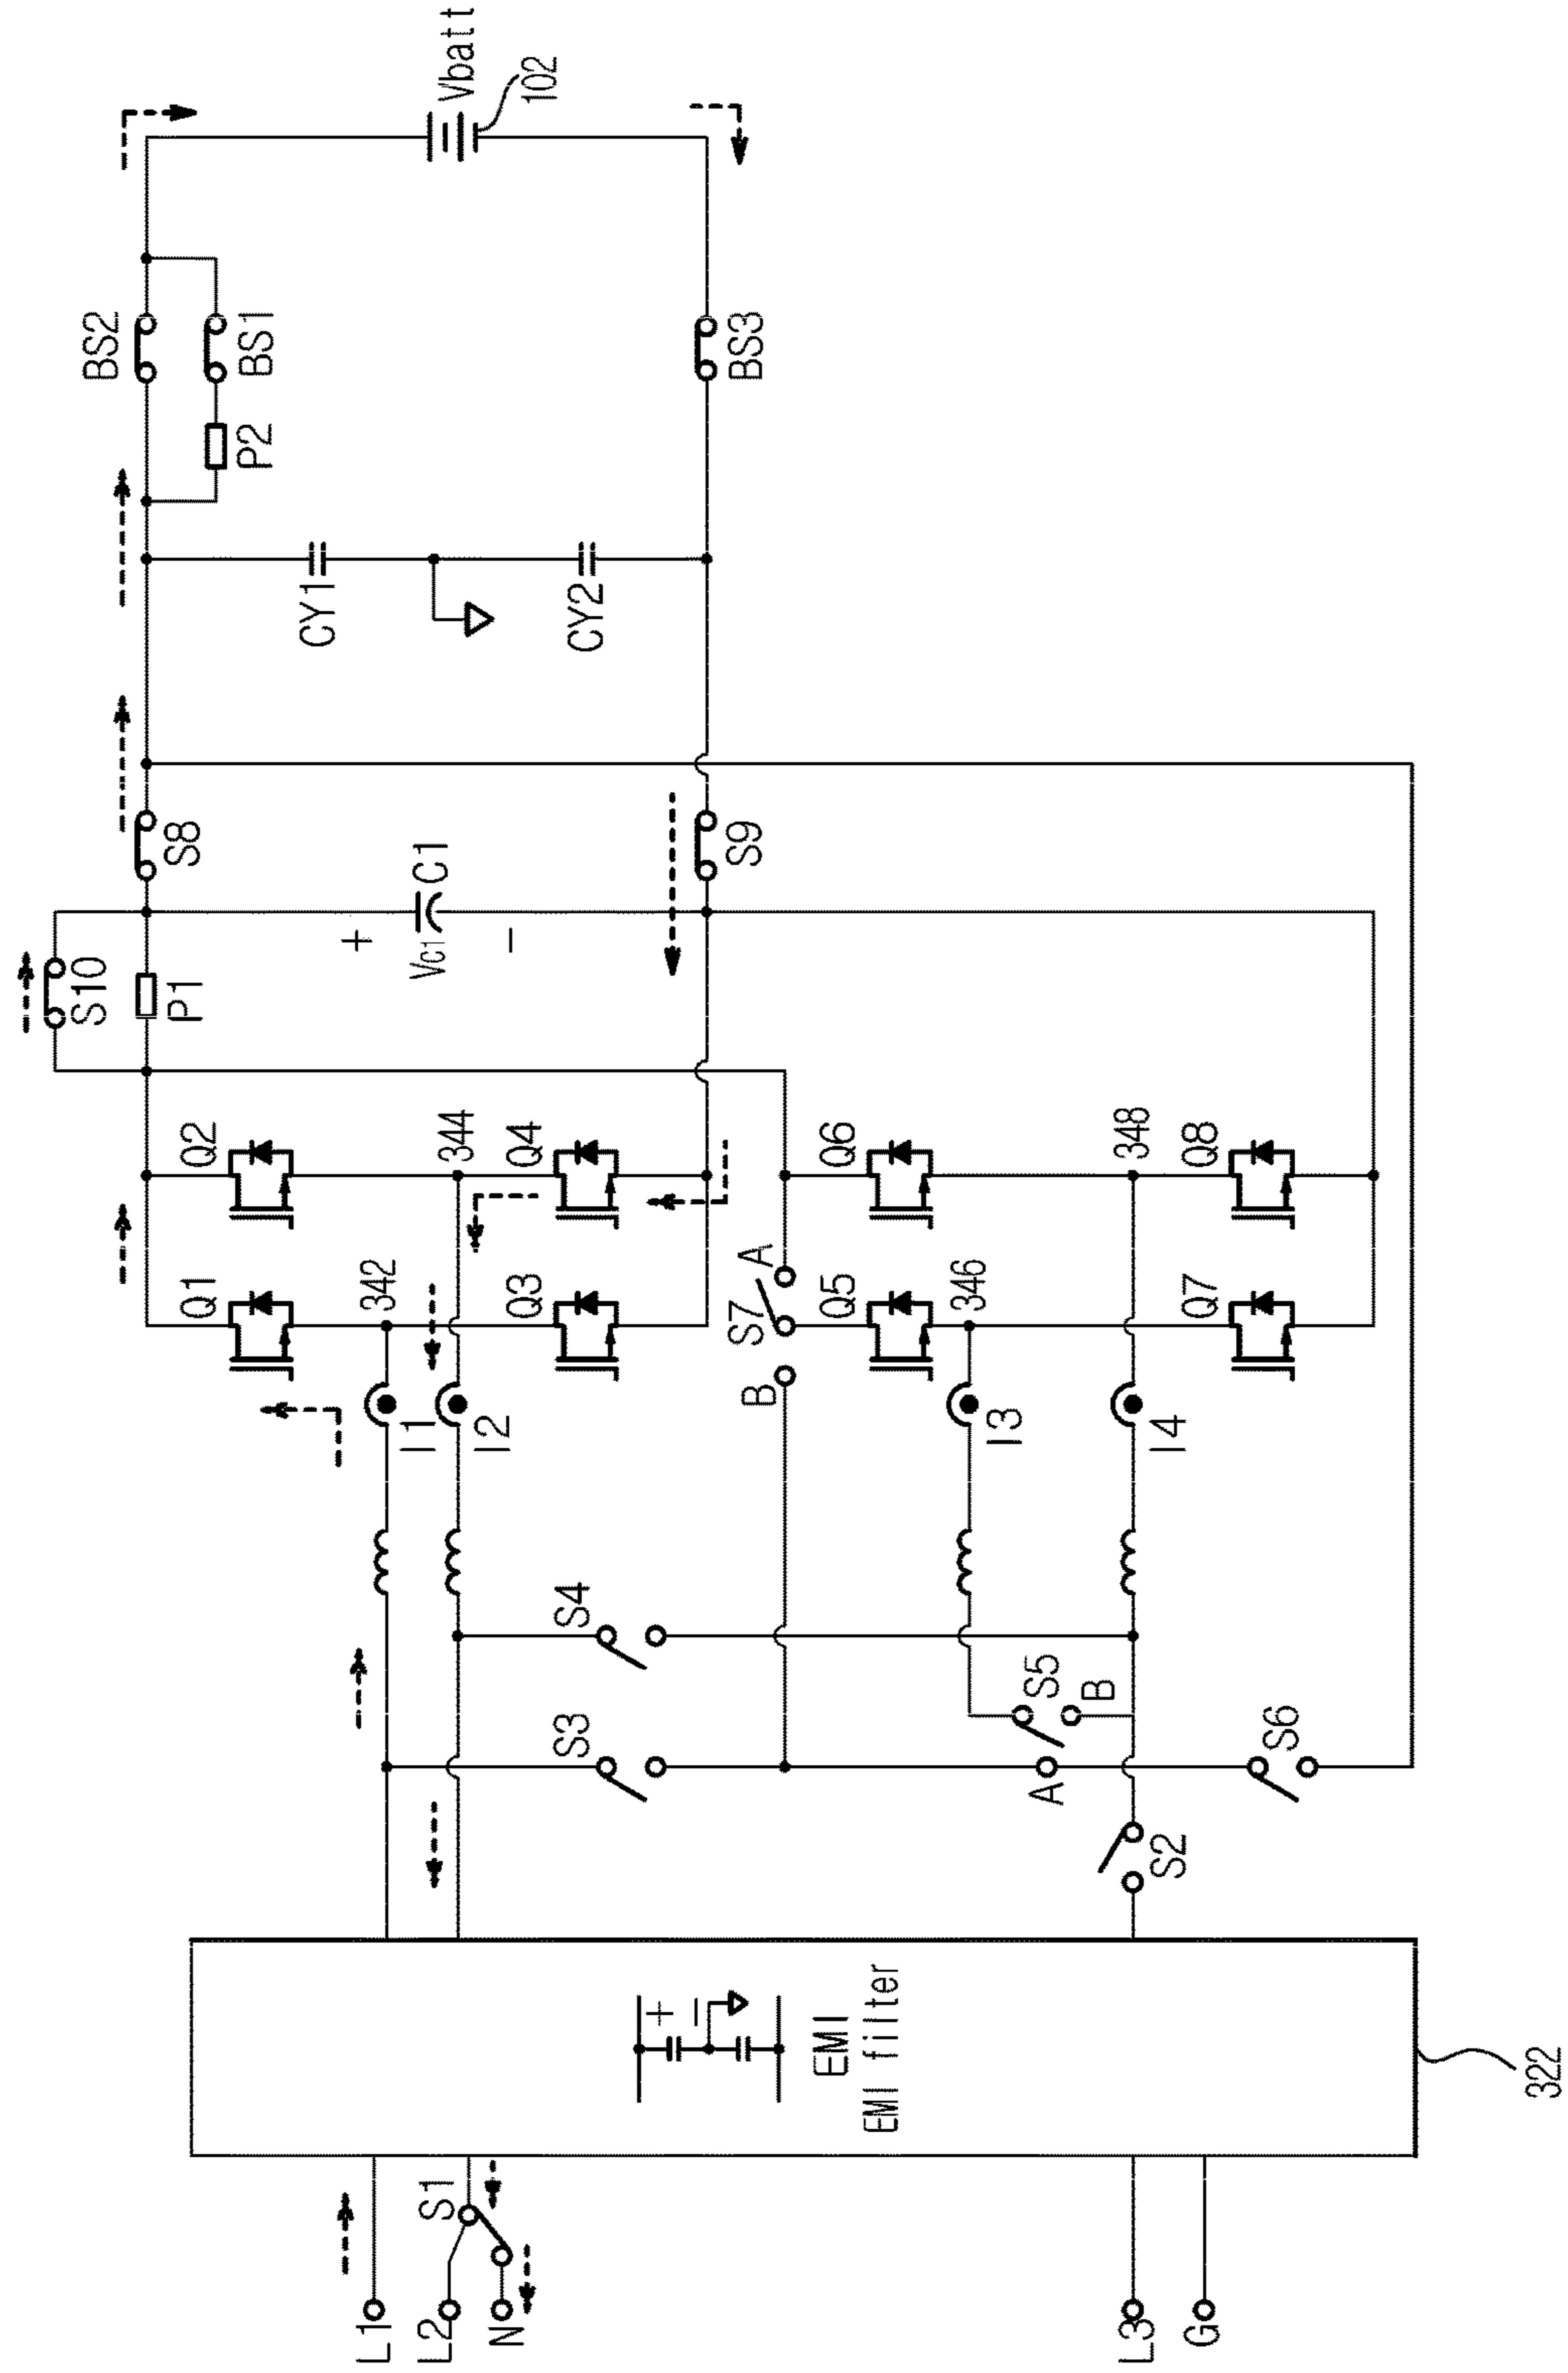 S10
P1
S8
BS2
BS1
P2
Vbatt
102
Q1
Q2
342
344
Q3
Q4
I1
I2
+
VC1
C1
−
S9
CY1
CY2
BS3
S3
S4
S7
A
B
Q5
Q6
346
348
Q7
Q8
I3
I4
S5
A
B
S6
S2
+
−
EMI
EMI filter
322
L1
L2
N
S1
L3
G